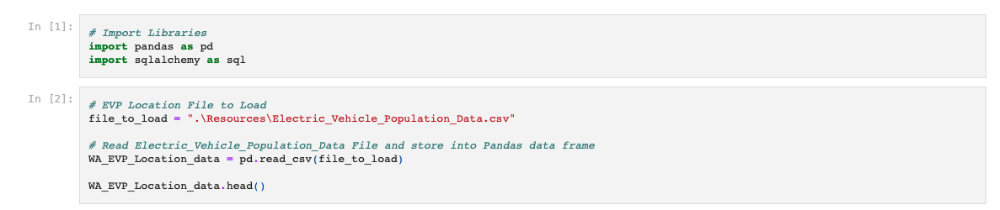 In [1]:
# Import Libraries
import pandas as pd
import sqlalchemy as sql
In [2]:
# EVP Location File to Load
file_to_load = ".\Resources\Electric_Vehicle_Population_Data.csv"
# Read Electric_Vehicle_Population_Data File and store into Pandas data frame
WA_EVP_Location_data = pd.read_csv(file_to_load)
WA_EVP_Location_data.head()